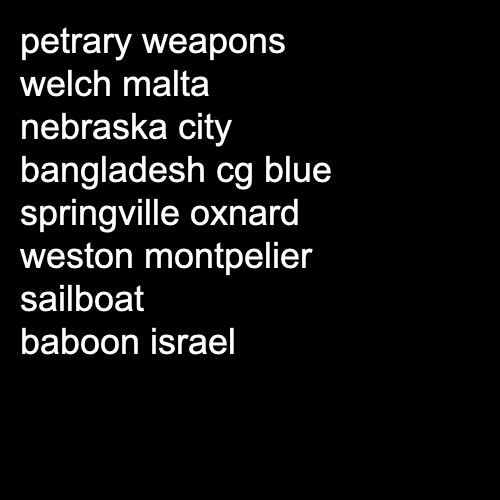 petrary weapons
welch malta
nebraska city
bangladesh cg blue
springville oxnard
weston montpelier
sailboat
baboon israel